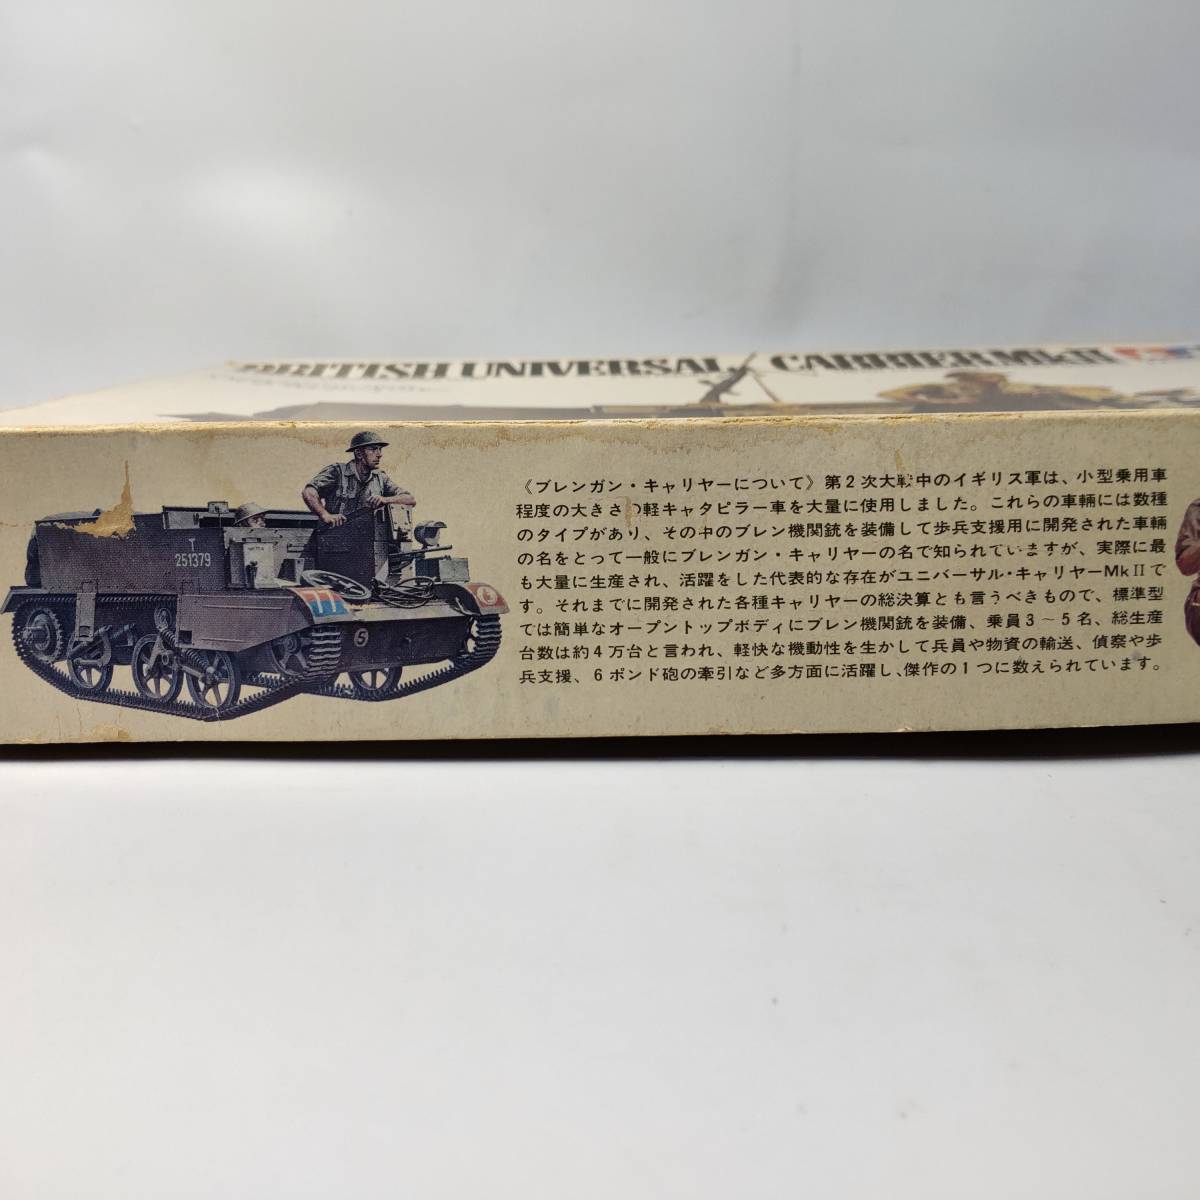 BRITISH UNIVERSAL CARRIER Mk.II
T
251379
77
5
《ブレンガン・キャリヤーについて》第2次大戦中のイギリス軍は、小型乗用車
程度の大きさの軽キャタピラー車を大量に使用しました。これらの車輛には数種
のタイプがあり、その中のブレン機関銃を装備して歩兵支援用に開発された車輛
の名をとって一般にブレンガン・キャリヤーの名で知られていますが、実際に最
も大量に生産され、活躍をした代表的な存在がユニバーサル・キャリヤーMkⅡで
す。それまでに開発された各種キャリヤーの総決算とも言うべきもので、標準型
では簡単なオープントップボディにブレン機関銃を装備、乗員3～5名、総生産
台数は約4万台と言われ、軽快な機動性を生かして兵員や物資の輸送、偵察や歩
兵支援、6ポンド砲の牽引など多方面に活躍し、傑作の1つに数えられています。